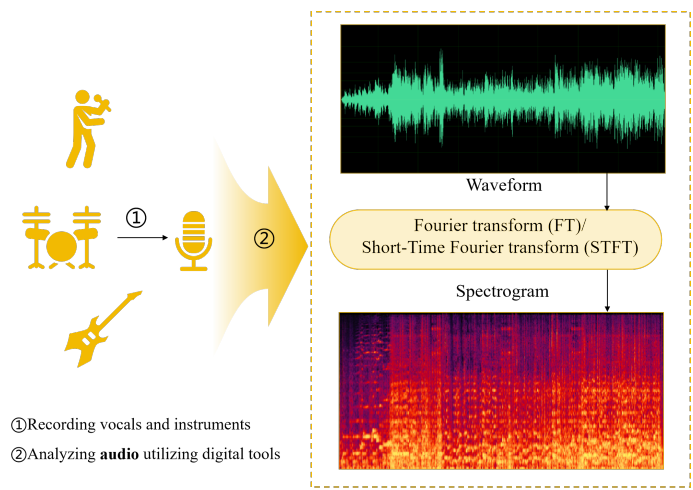 ①
②
Waveform
Fourier transform (FT)/
Short-Time Fourier transform (STFT)
Spectrogram
①Recording vocals and instruments
②Analyzing audio utilizing digital tools